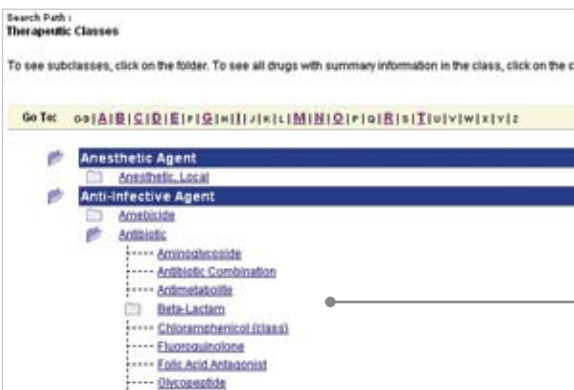 Search Path :
Therapeutic Classes
To see subclasses, click on the folder. To see all drugs with summary information in the class, click on the c
Go To: 0-9 | A | B | C | D | E | F | G | H | I | J | K | L | M | N | O | P | Q | R | S | T | U | V | W | X | Y | Z
Anesthetic Agent
Anesthetic, Local
Anti-infective Agent
Amebicide
Antibiotic
Aminoglycoside
Antibiotic Combination
Antimetabolite
Beta-Lactam
Chloramphenicol (class)
Fluoroquinolone
Folic Acid Antagonist
Glycopeptide